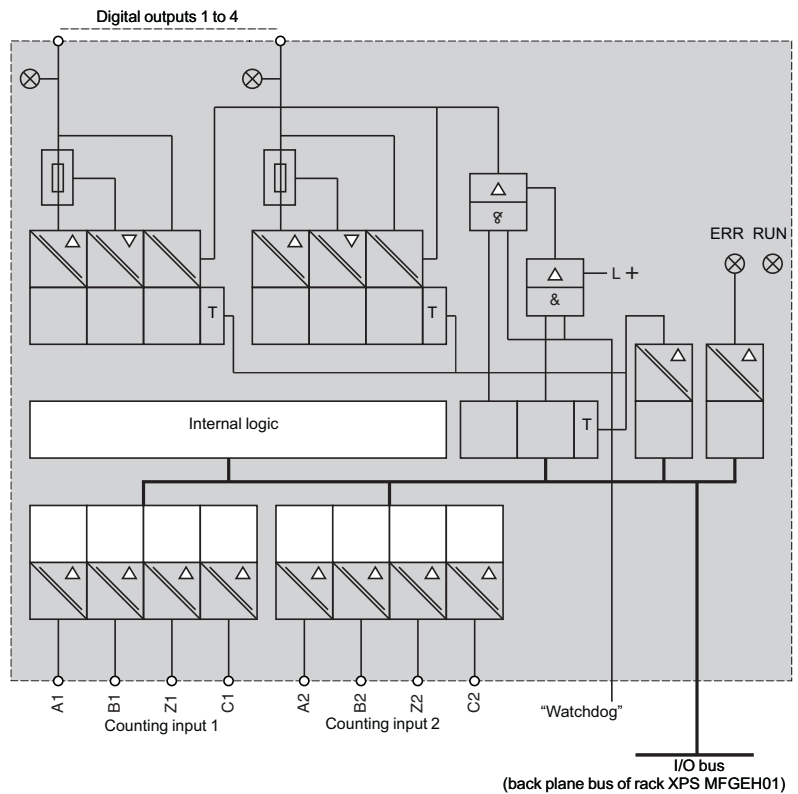 Digital outputs 1 to 4
&
ERR RUN
L +
&
T
T
Internal logic
T
A1
B1
Z1
C1
A2
B2
Z2
C2
Counting input 1
Counting input 2
“Watchdog”
I/O bus
(back plane bus of rack XPS MFGEH01)